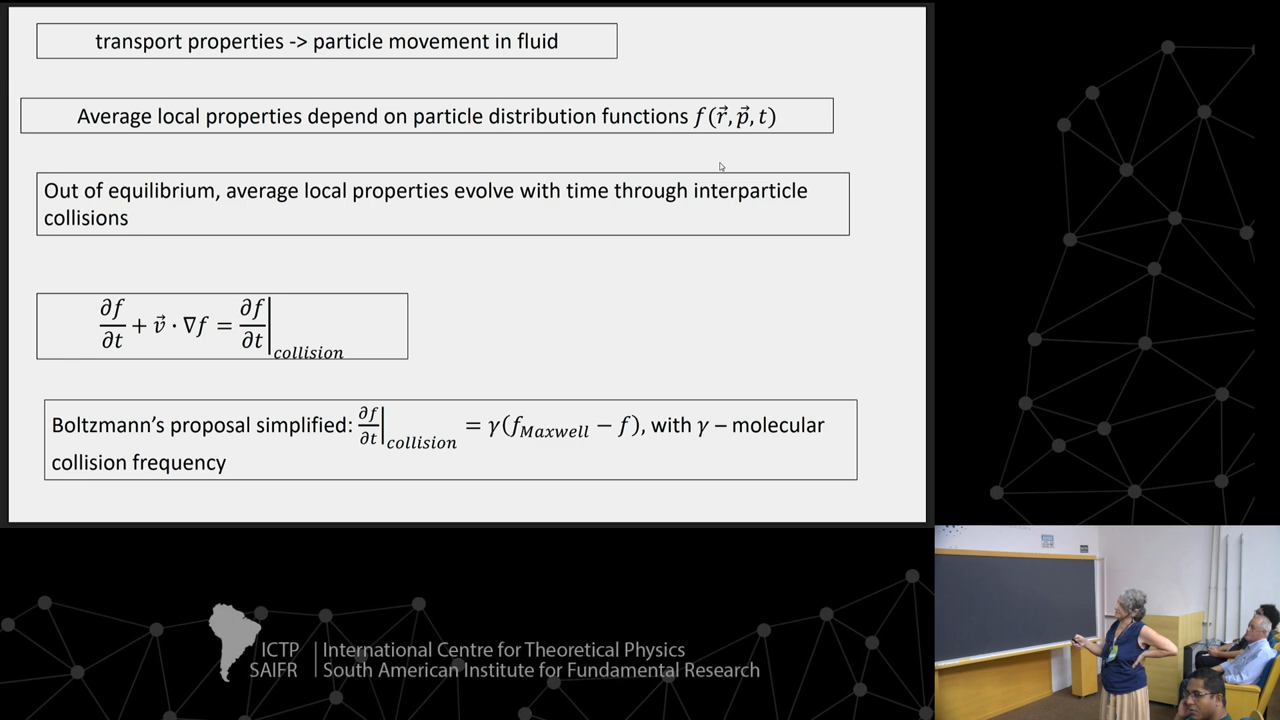 transport properties -> particle movement in fluid
Average local properties depend on particle distribution functions f(r⃗, p⃗, t)
Out of equilibrium, average local properties evolve with time through interparticle
collisions
∂f/∂t + v⃗ · ∇f = ∂f/∂t|collision
Boltzmann’s proposal simplified: ∂f/∂t|collision = γ(fMaxwell − f), with γ – molecular
collision frequency
ICTP
SAIFR
International Centre for Theoretical Physics
South American Institute for Fundamental Research